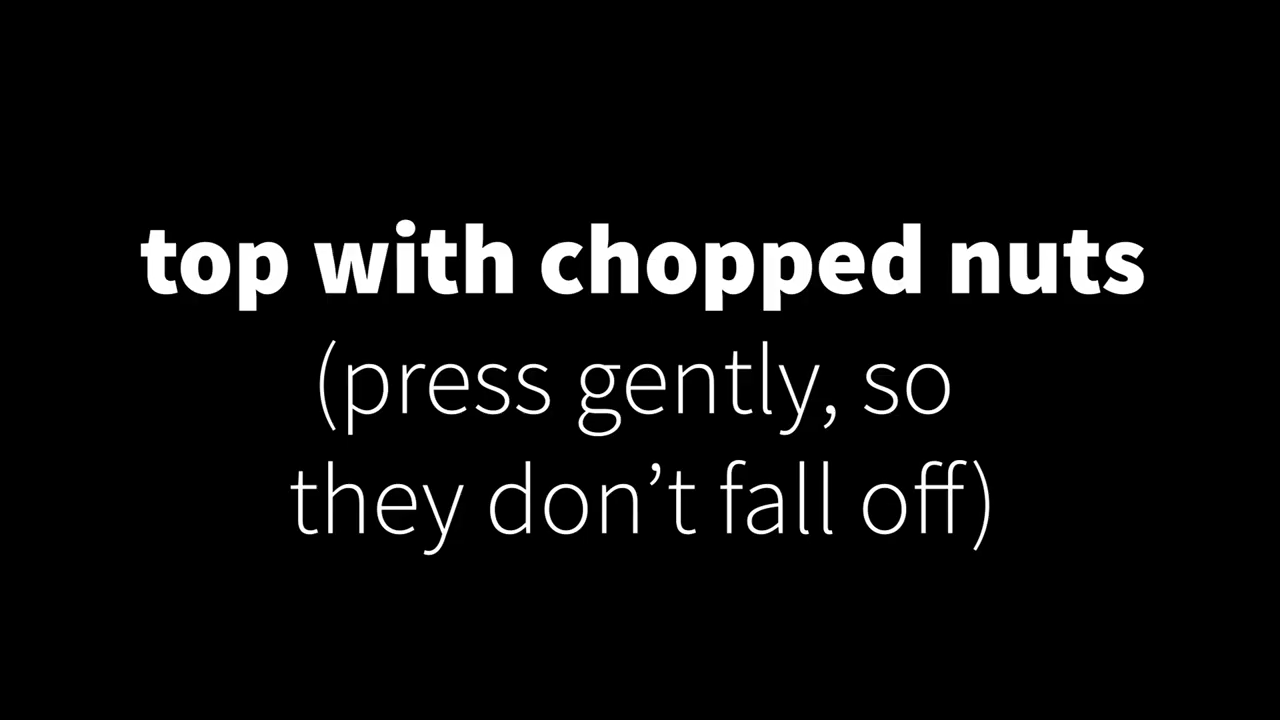 top with chopped nuts
(press gently, so
they don’t fall off)